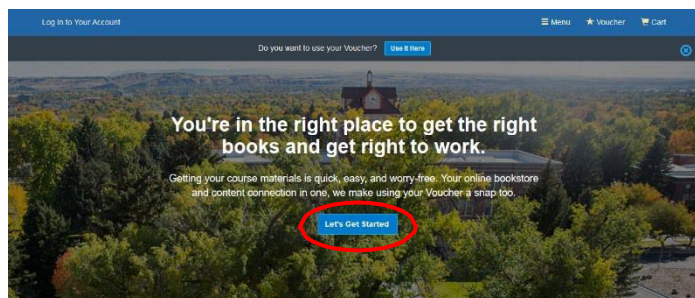 Log In to Your Account
Menu
Voucher
Cart
Do you want to use your Voucher?
Use It Here
You're in the right place to get the right
books and get right to work.
Getting your course materials is quick, easy, and worry-free. Your online bookstore
and content connection in one, we make using your Voucher a snap too.
Let's Get Started